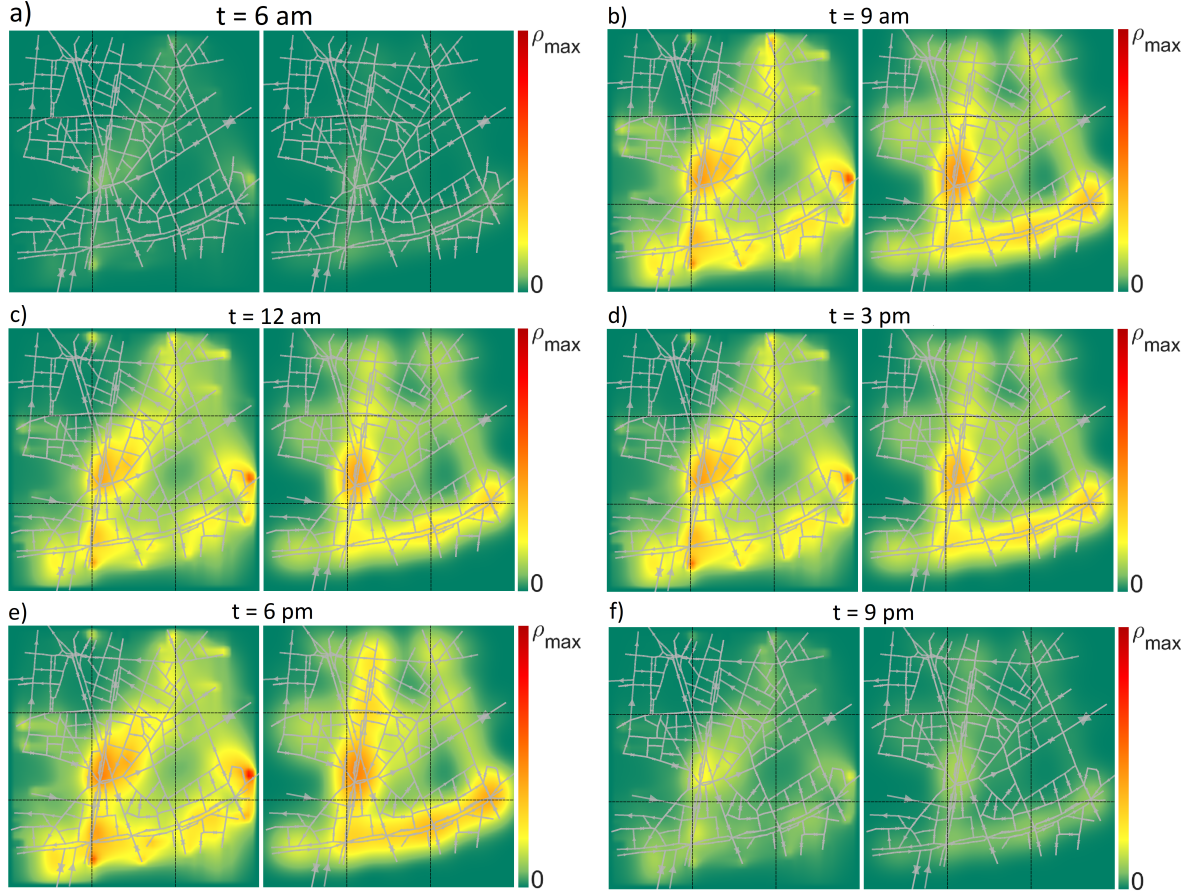 a)
t = 6 am
ρmax
0
b)
t = 9 am
ρmax
0
c)
t = 12 am
ρmax
0
d)
t = 3 pm
ρmax
0
e)
t = 6 pm
ρmax
0
f)
t = 9 pm
ρmax
0